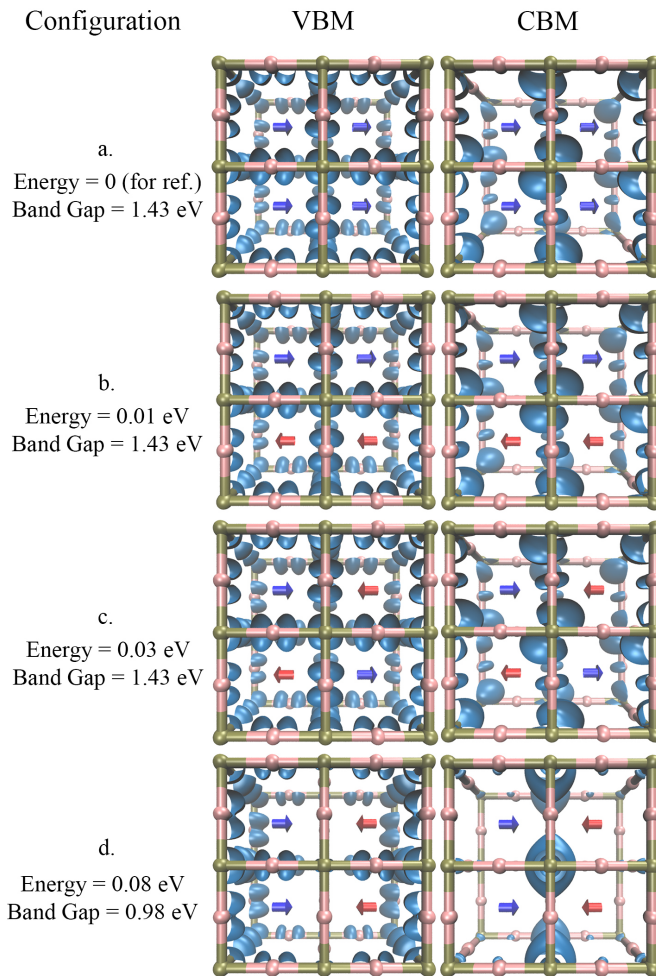 Configuration VBM CBM
a.
Energy = 0 (for ref.)
Band Gap = 1.43 eV
b.
Energy = 0.01 eV
Band Gap = 1.43 eV
c.
Energy = 0.03 eV
Band Gap = 1.43 eV
d.
Energy = 0.08 eV
Band Gap = 0.98 eV